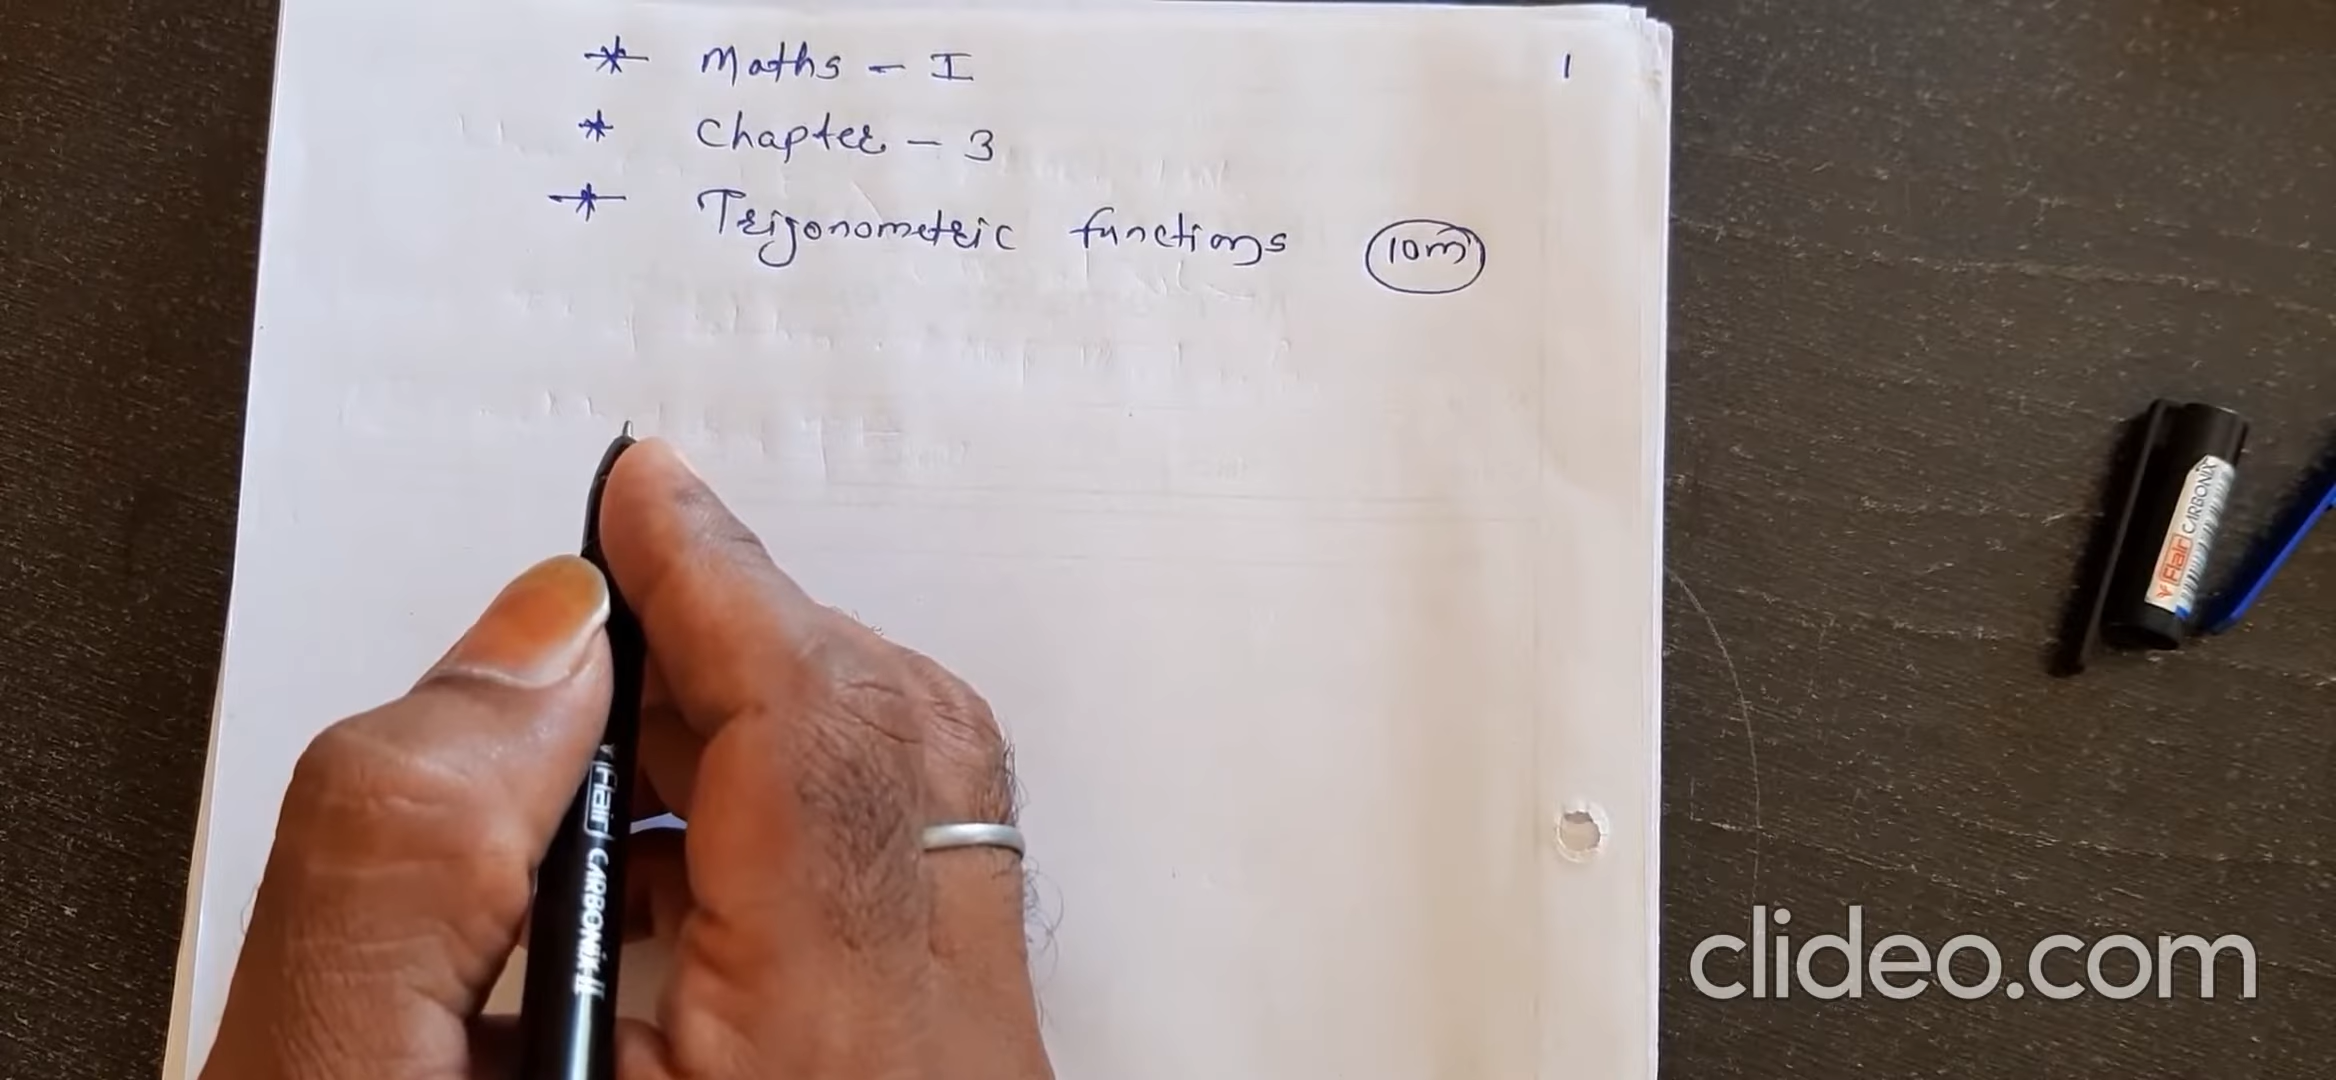 * Maths - I 1
* Chapter - 3
* Trigonometric functions 10m
Flair CARBONIX
Flair CARBONIX
clideo.com